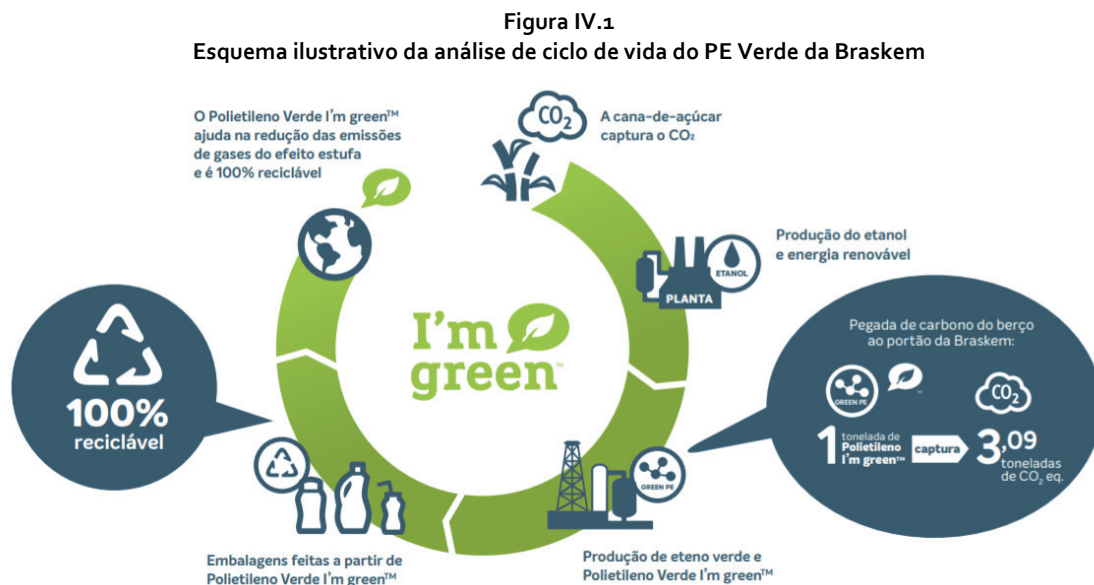 Figura IV.1
Esquema ilustrativo da análise de ciclo de vida do PE Verde da Braskem
O Polietileno Verde I'm green™
ajuda na redução das emissões
de gases do efeito estufa
e é 100% reciclável
CO₂
A cana-de-açúcar
captura o CO₂
Produção do etanol
e energia renovável
ETANOL
PLANTA
I'm
green™
100%
reciclável
Pegada de carbono do berço
ao portão da Braskem:
GREEN PE
CO₂
1 tonelada de
Polietileno
I'm green™
captura
3,09
toneladas
de CO₂ eq.
GREEN PE
Embalagens feitas a partir de
Polietileno Verde I'm green™
Produção de eteno verde e
Polietileno Verde I'm green™